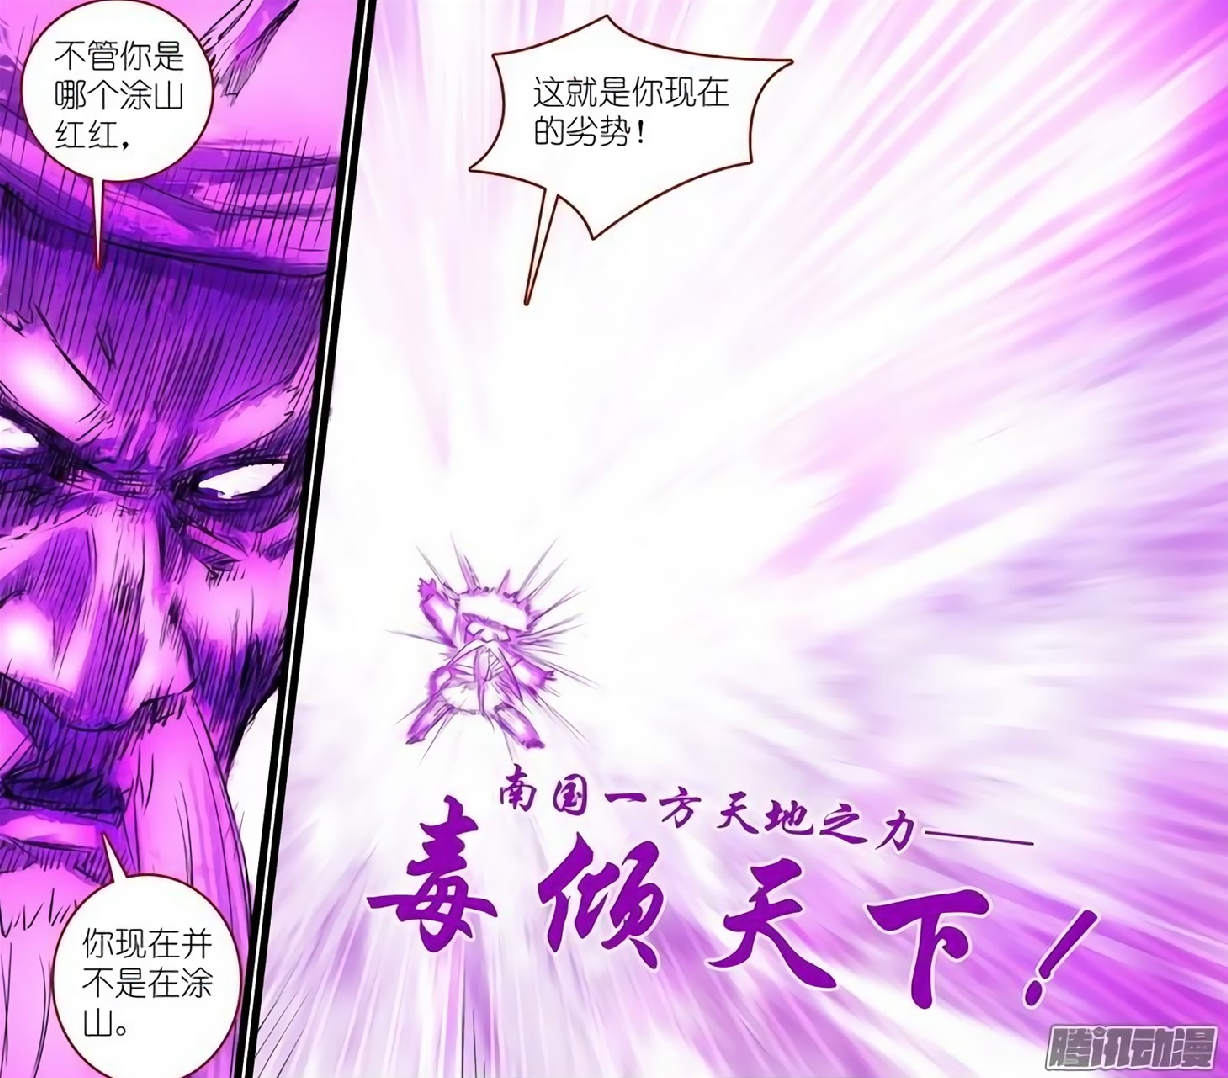 不管你是
哪个涂山
红红，
你现在并
不是在涂
山。
这就是你现在
的劣势！
南国一方天地之力——
毒倾天下！
腾讯动漫